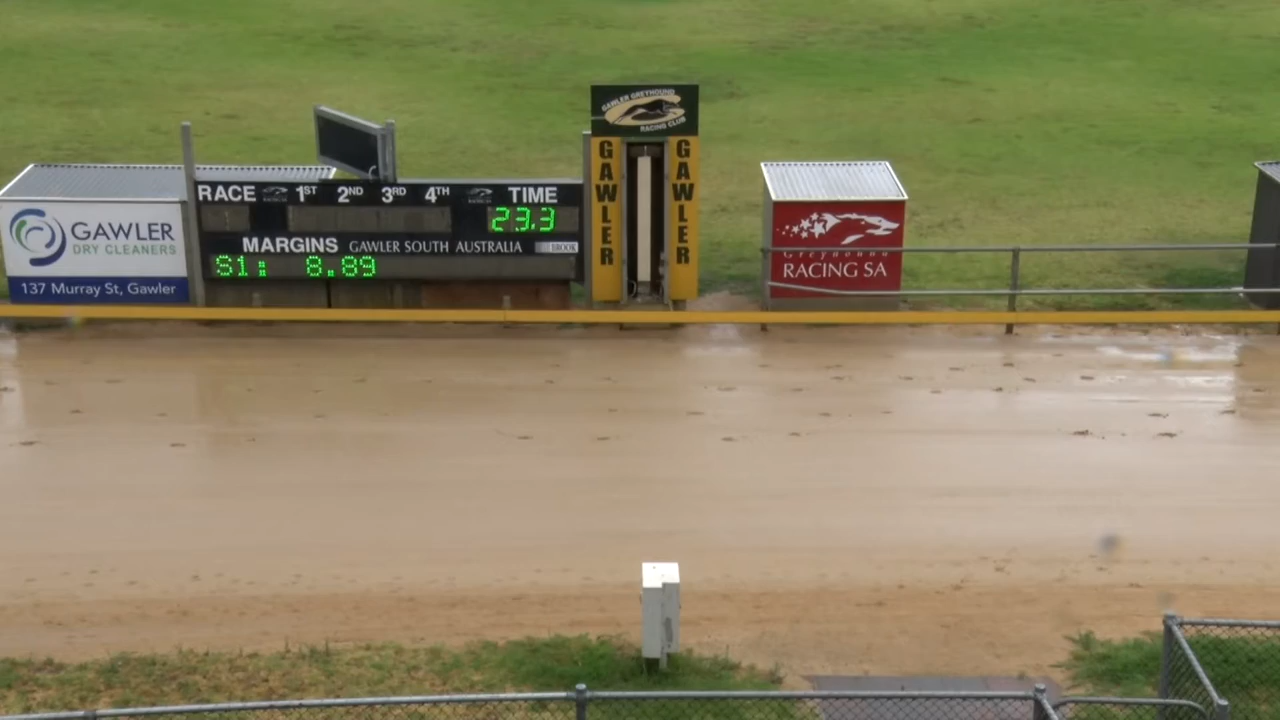 GAWLER GREYHOUND
RACING CLUB
GAWLER
GAWLER
RACE 1ST 2ND 3RD 4TH TIME
23.3
MARGINS GAWLER SOUTH AUSTRALIA
S1: 8.89
GAWLER
DRY CLEANERS
137 Murray St, Gawler
Greyhound
RACING SA